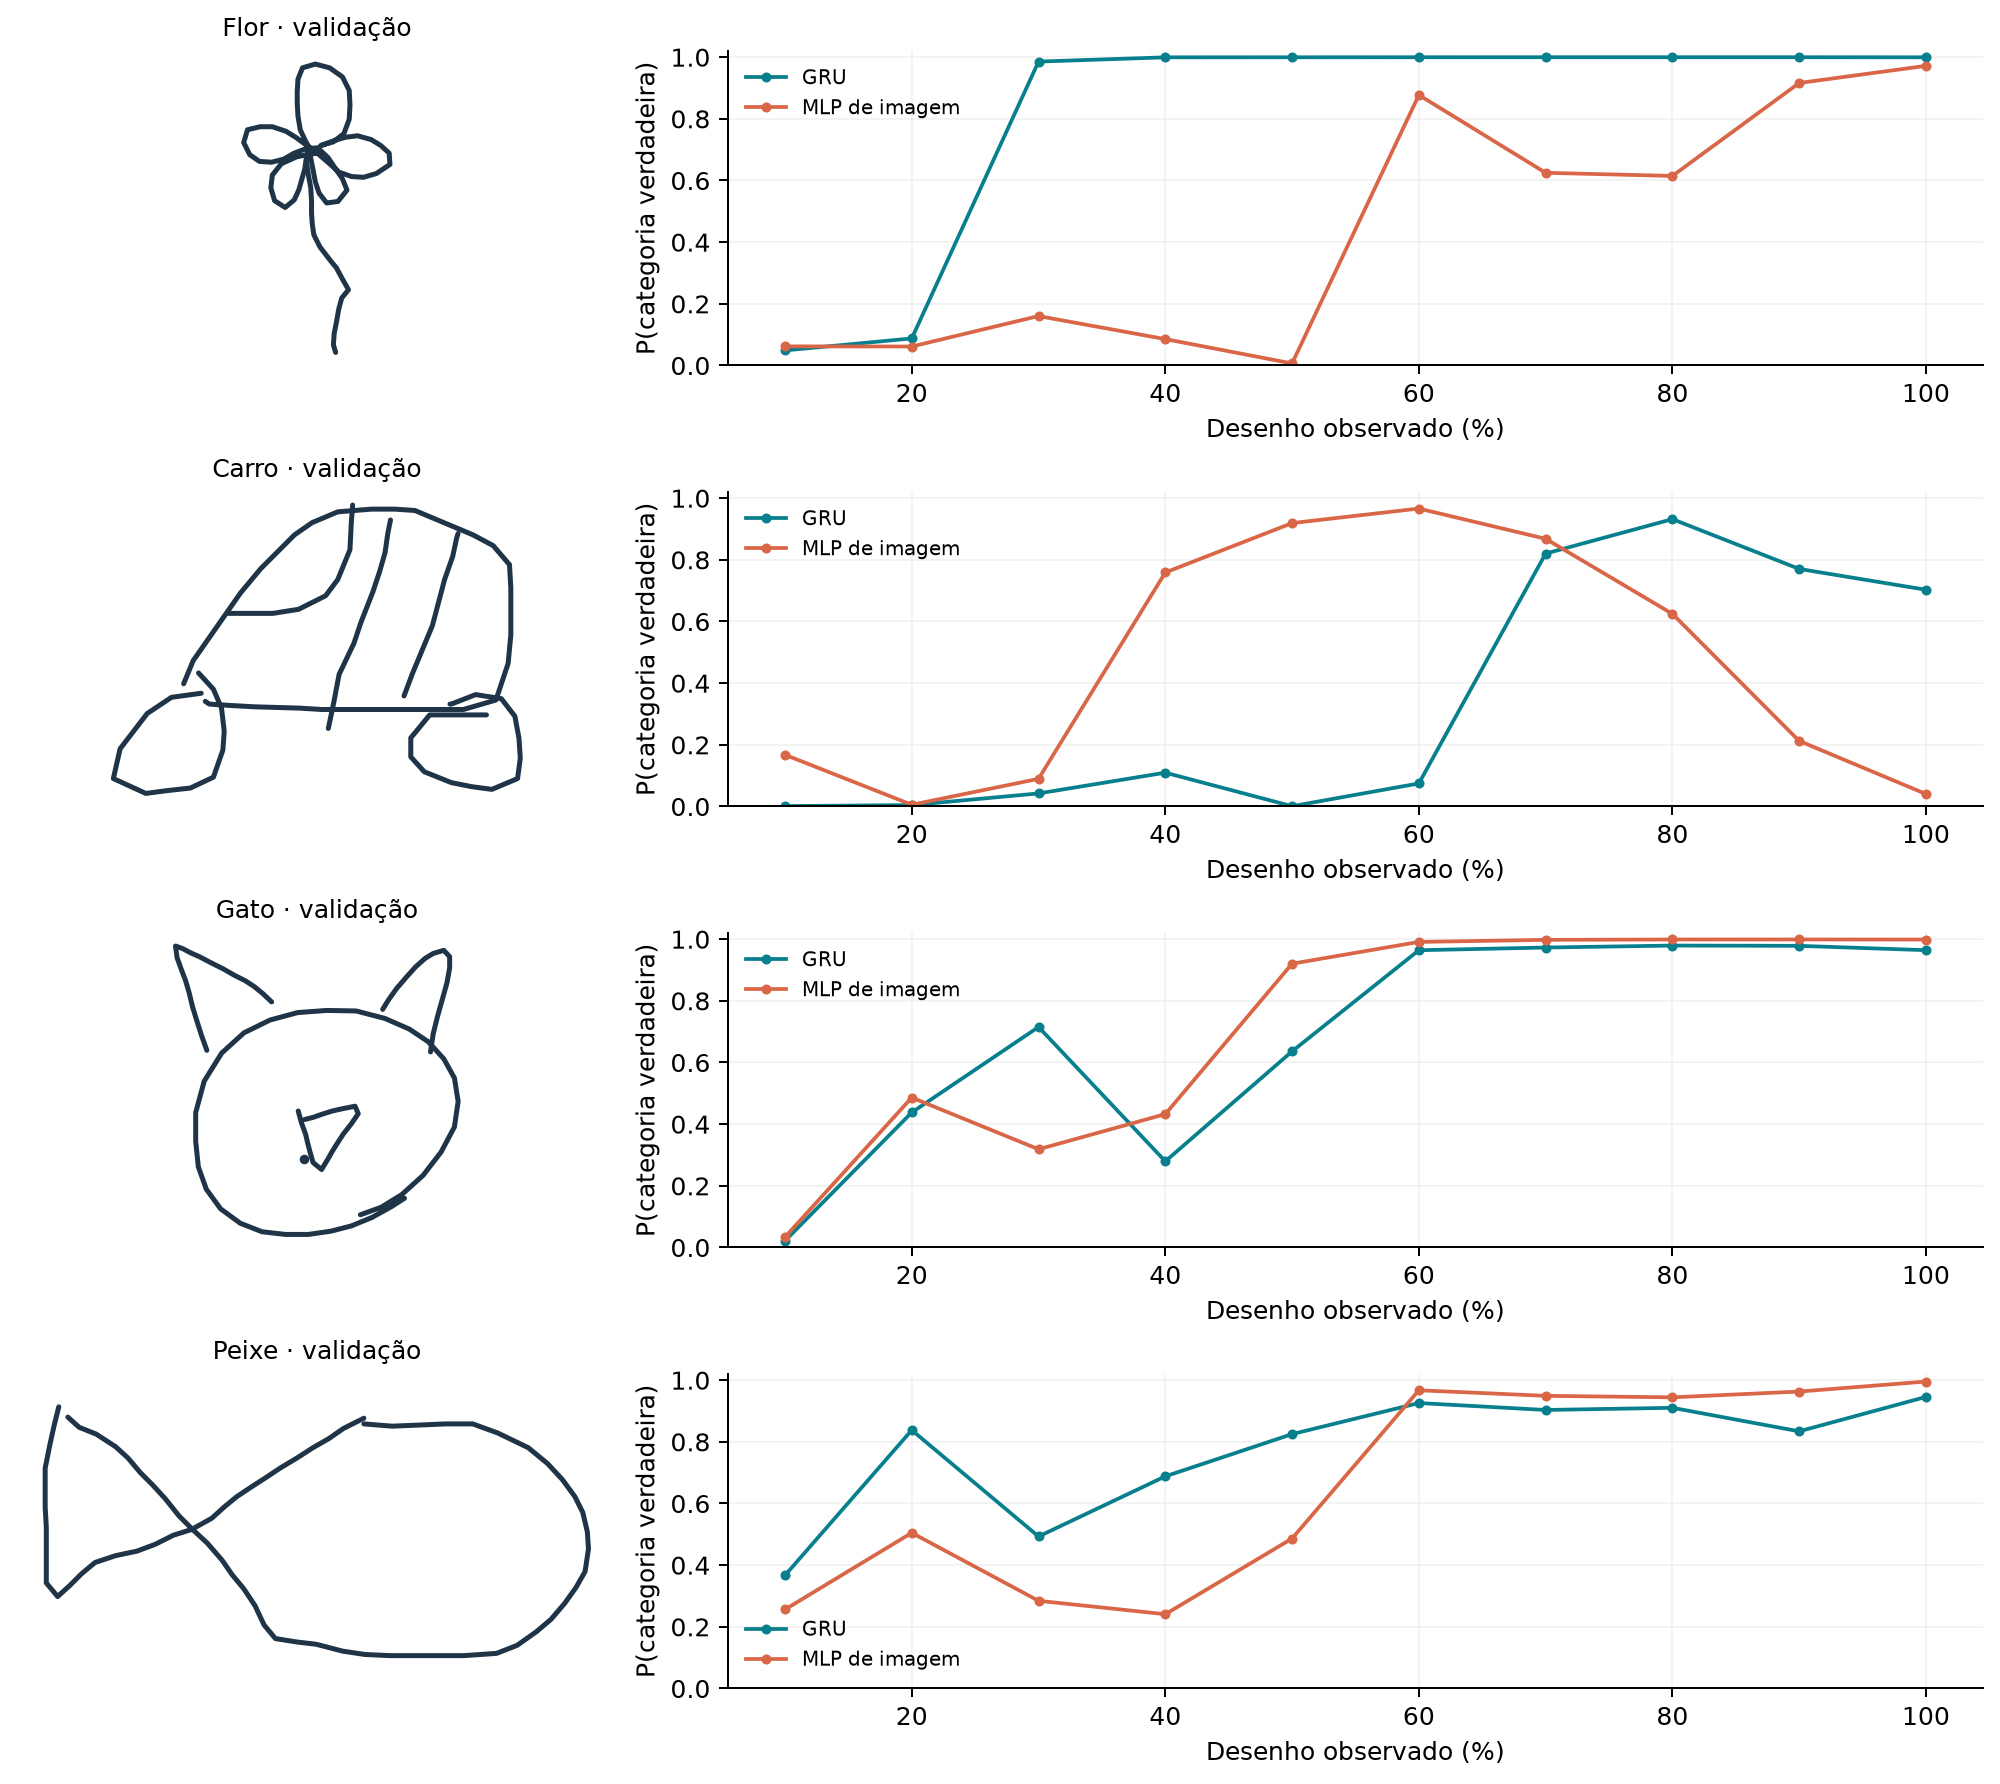 Flor · validação
1.0
0.8
0.6
0.4
0.2
0.0
P(categoria verdadeira)
GRU
MLP de imagem
20 40 60 80 100
Desenho observado (%)
Carro · validação
1.0
0.8
0.6
0.4
0.2
0.0
P(categoria verdadeira)
GRU
MLP de imagem
20 40 60 80 100
Desenho observado (%)
Gato · validação
1.0
0.8
0.6
0.4
0.2
0.0
P(categoria verdadeira)
GRU
MLP de imagem
20 40 60 80 100
Desenho observado (%)
Peixe · validação
1.0
0.8
0.6
0.4
0.2
0.0
P(categoria verdadeira)
GRU
MLP de imagem
20 40 60 80 100
Desenho observado (%)